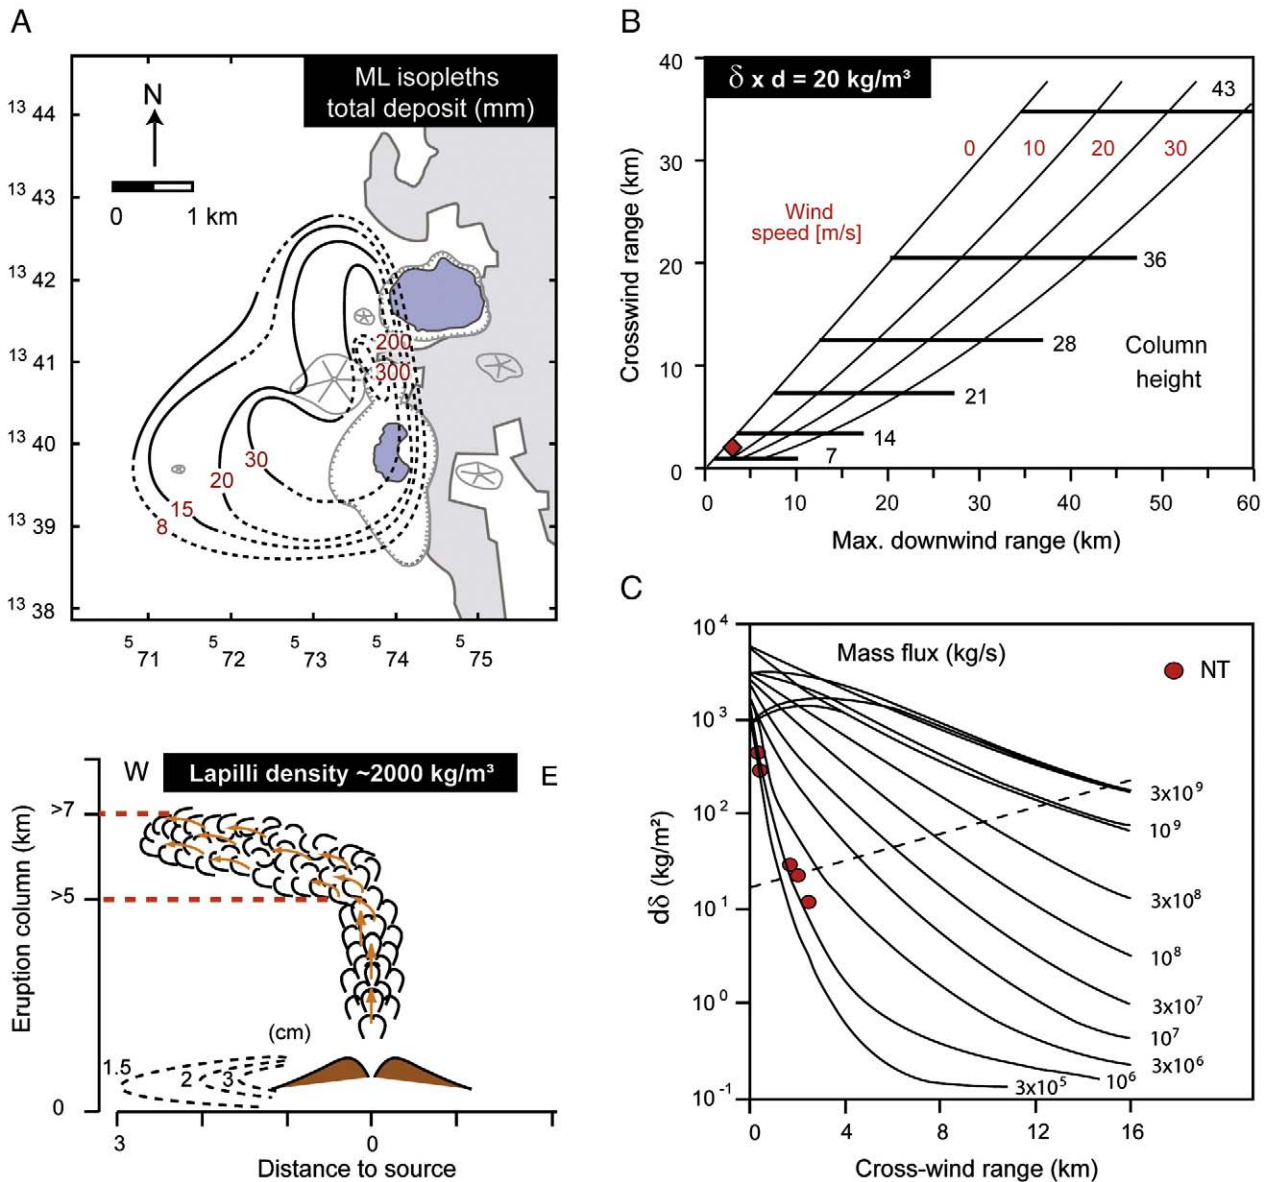 A
ML isopleths
total deposit (mm)
N
0 1 km
13 44
13 43
13 42
13 41
13 40
13 39
13 38
200
300
30
20
15
8
5 71
5 72
5 73
5 74
5 75
B
δ x d = 20 kg/m³
Crosswind range (km)
40
30
20
10
0
43
0 10 20 30
Wind
speed [m/s]
36
28
Column
height
21
14
7
0 10 20 30 40 50 60
Max. downwind range (km)
W
Lapilli density ~2000 kg/m³
E
Eruption column (km)
>7
>5
0
(cm)
1.5
2
3
3 0
Distance to source
C
Mass flux (kg/s)
NT
dδ (kg/m²)
10⁴
10³
10²
10¹
10⁰
10⁻¹
3x10⁹
10⁹
3x10⁸
10⁸
3x10⁷
10⁷
3x10⁶
10⁶
3x10⁵
0 4 8 12 16
Cross-wind range (km)